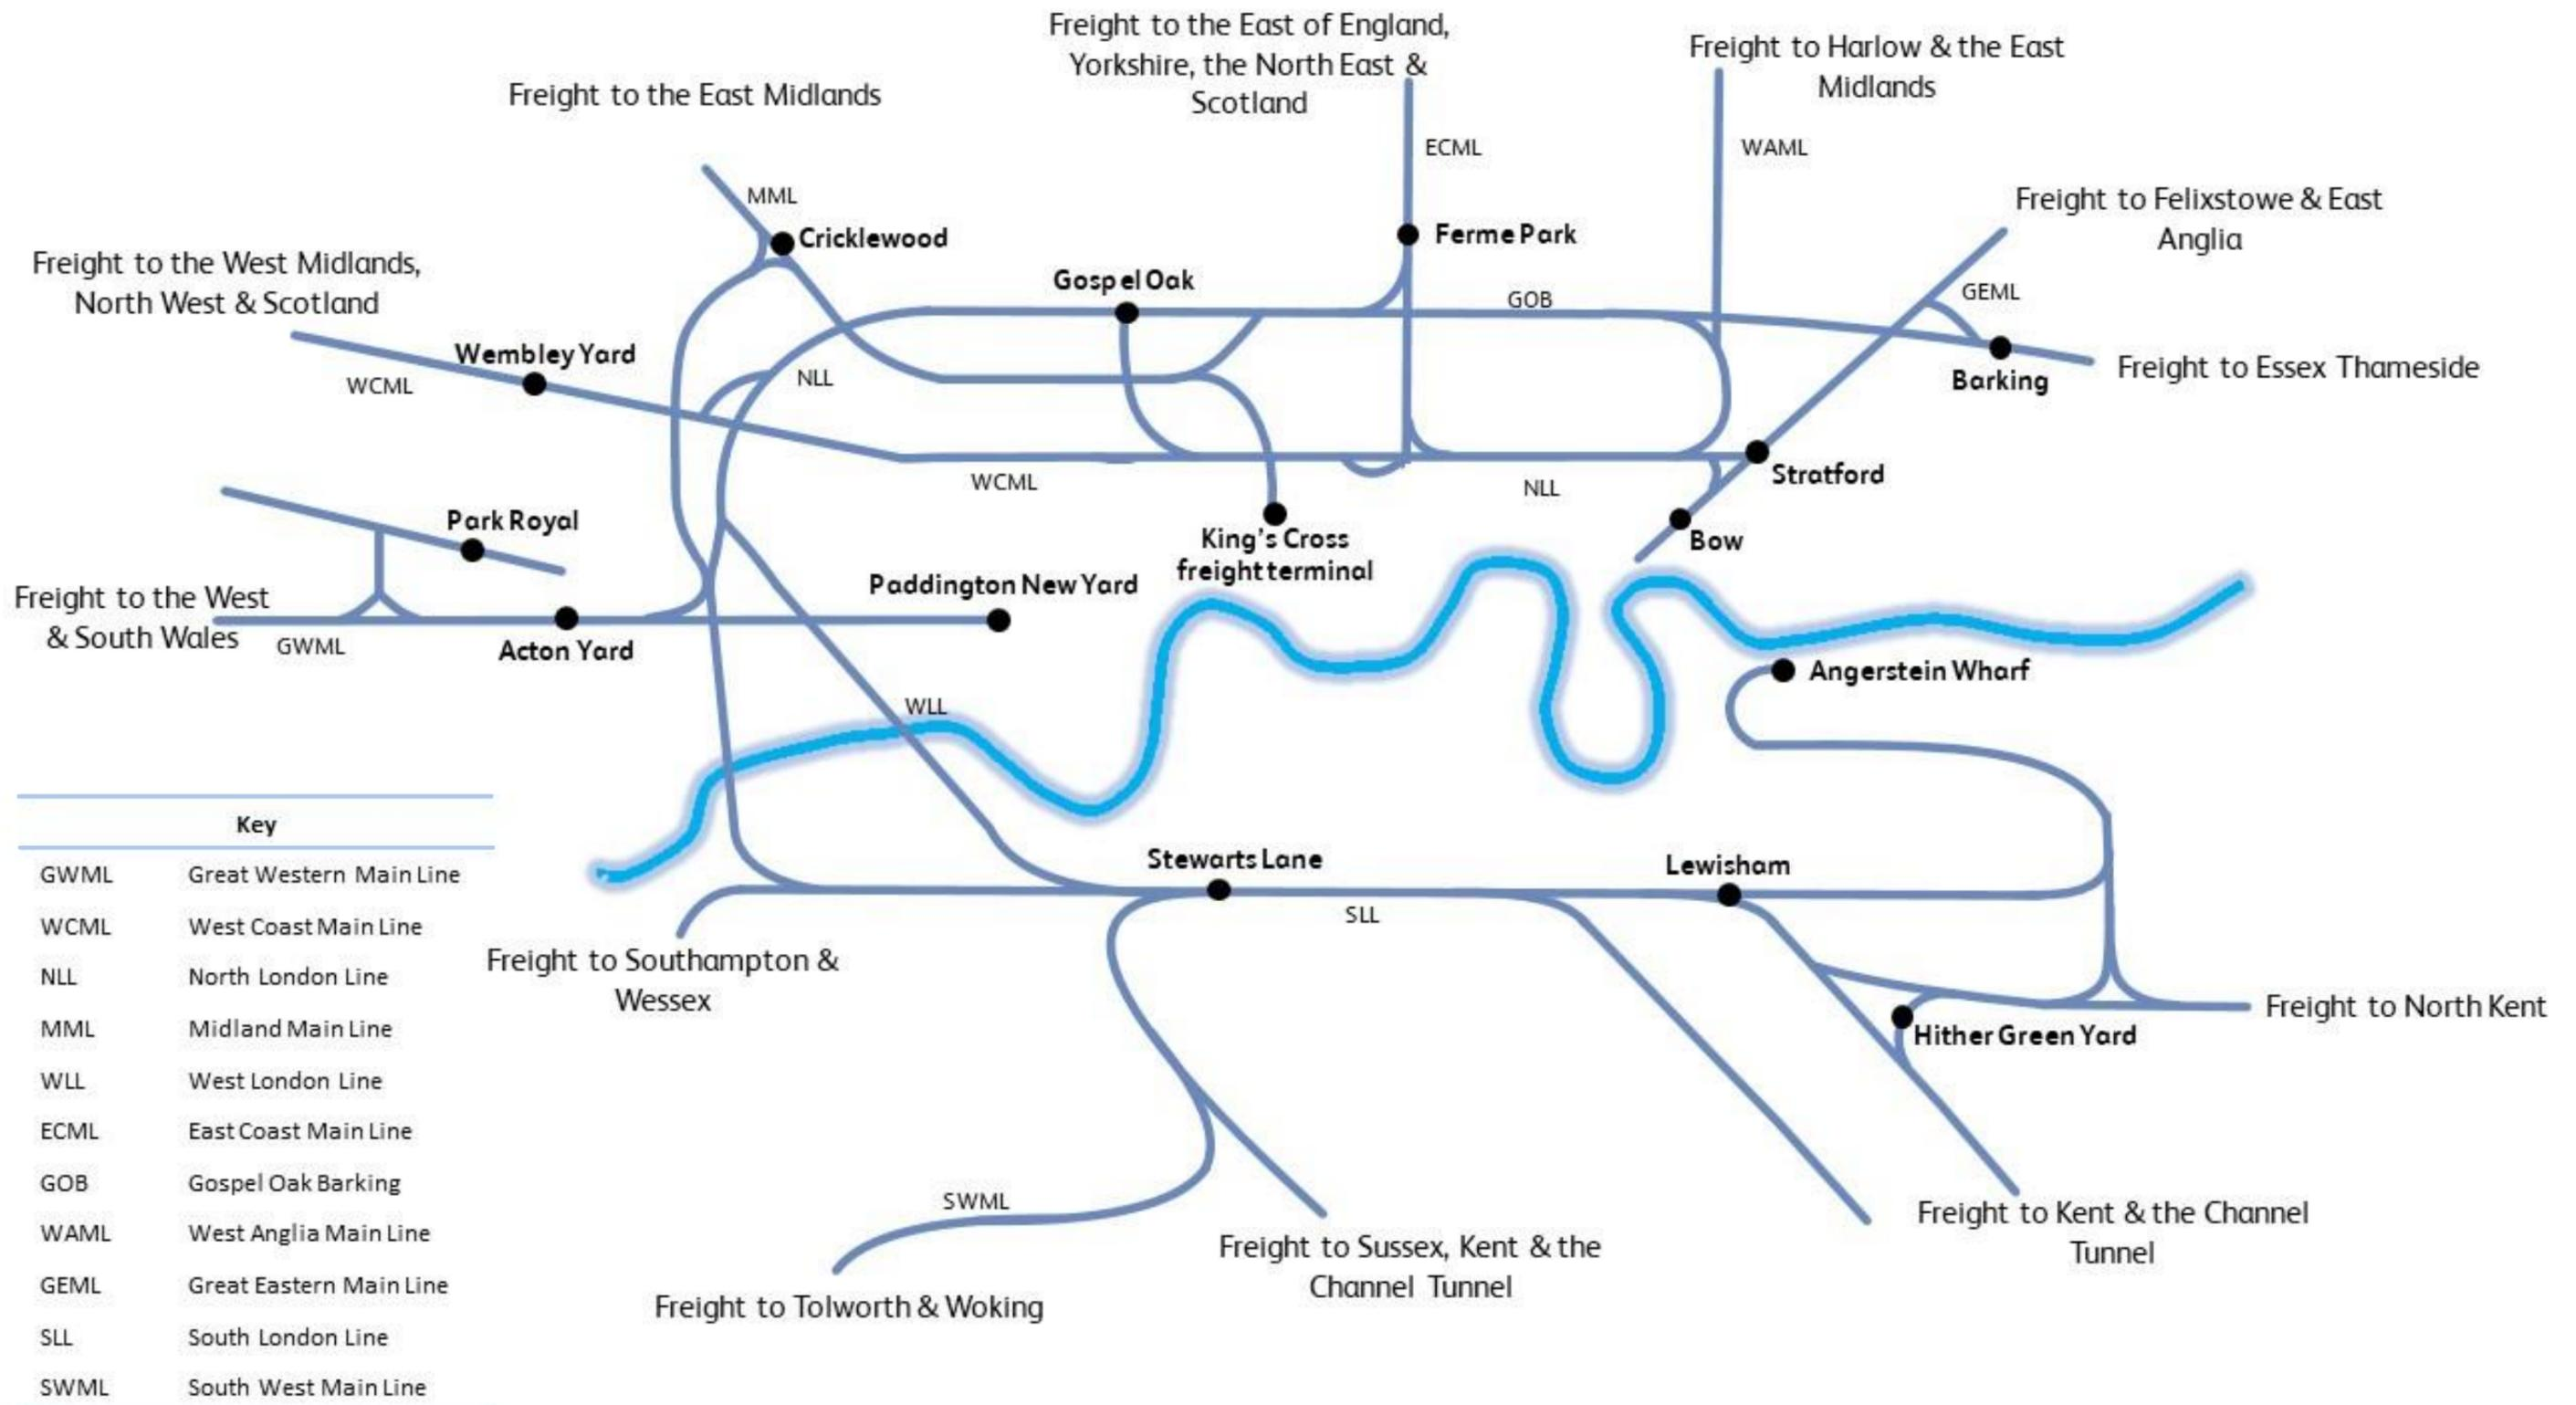 Freight to the East of England,
Yorkshire, the North East &
Scotland
Freight to Harlow & the East
Midlands
Freight to the East Midlands
ECML
WAML
MML
Freight to Felixstowe & East
Anglia
Cricklewood
Ferme Park
Freight to the West Midlands,
North West & Scotland
Gospel Oak
GOB
GEML
Wembley Yard
WCML
NLL
Barking
Freight to Essex Thameside
WCML
NLL
Stratford
Park Royal
King's Cross
freight terminal
Bow
Paddington New Yard
Freight to the West
& South Wales
GWML
Acton Yard
Angerstein Wharf
WLL
Stewarts Lane
Lewisham
SLL
Freight to Southampton &
Wessex
Freight to North Kent
Hither Green Yard
SWML
Freight to Kent & the Channel
Tunnel
Freight to Sussex, Kent & the
Channel Tunnel
Freight to Tolworth & Woking
Key
GWML Great Western Main Line
WCML West Coast Main Line
NLL North London Line
MML Midland Main Line
WLL West London Line
ECML East Coast Main Line
GOB Gospel Oak Barking
WAML West Anglia Main Line
GEML Great Eastern Main Line
SLL South London Line
SWML South West Main Line